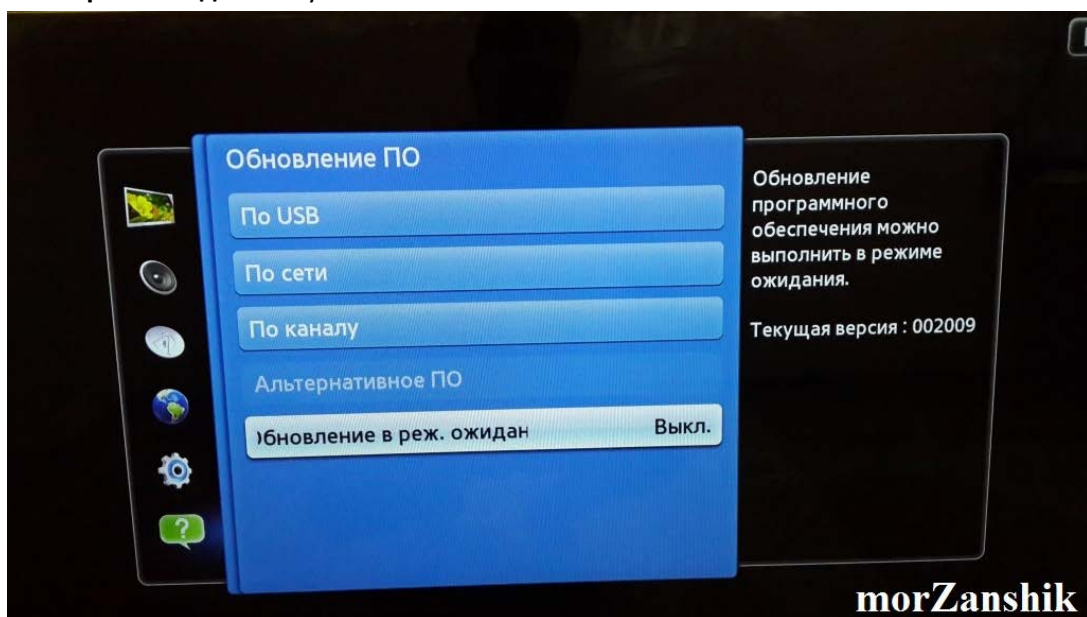 Обновление ПО
По USB
По сети
По каналу
Альтернативное ПО
бновление в реж. ожидан
Выкл.
Обновление
программного
обеспечения можно
выполнить в режиме
ожидания.
Текущая версия : 002009
morZanshik